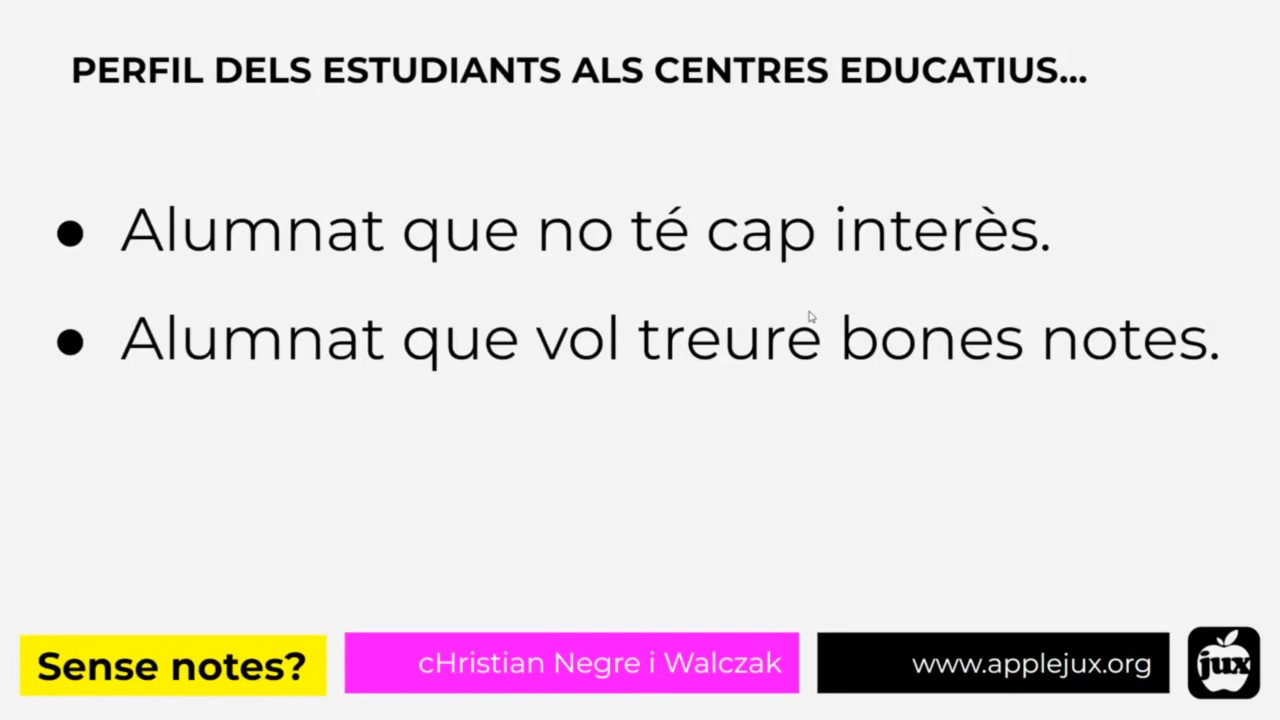 PERFIL DELS ESTUDIANTS ALS CENTRES EDUCATIUS...
● Alumnat que no té cap interès.
● Alumnat que vol treure bones notes.
Sense notes?
cHristian Negre i Walczak
www.applejux.org
jux